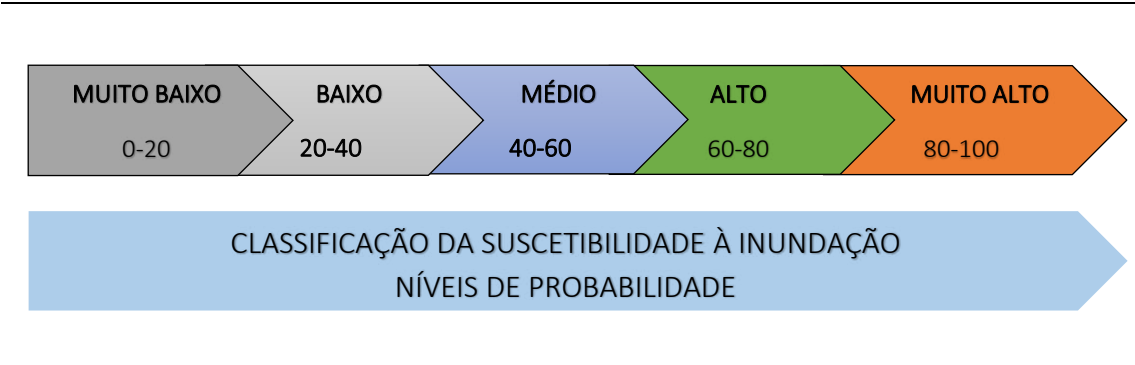 MUITO BAIXO
0-20
BAIXO
20-40
MÉDIO
40-60
ALTO
60-80
MUITO ALTO
80-100
CLASSIFICAÇÃO DA SUSCETIBILIDADE À INUNDAÇÃO
NÍVEIS DE PROBABILIDADE